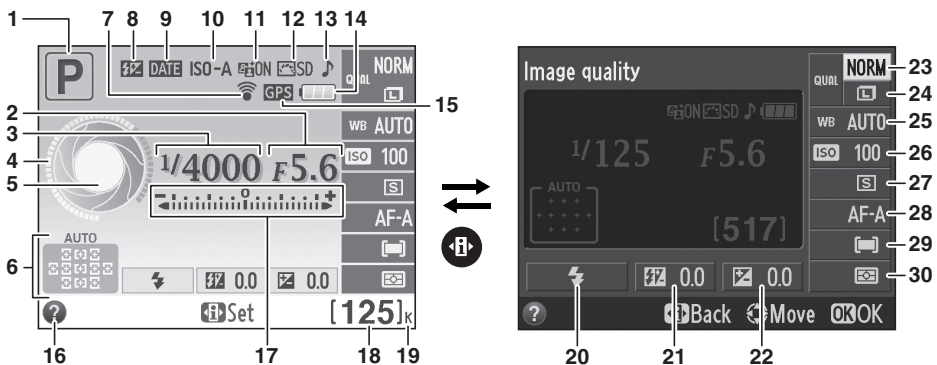 1
7 8 9 10 11 12 13 14
P DATE ISO-A ON SD QUAL NORM
GPS L
15
2
3
1/4000 F5.6 WB AUTO
4
ISO 100
5
- 0 +
S
AF-A
6
AUTO
0.0 0.0
? i Set [125]K
16 17 18 19
i
Image quality QUAL NORM 23
L 24
ON SD
WB AUTO 25
1/125 F5.6
ISO 100 26
AUTO
S 27
AF-A 28
[517]
29
0.0 0.0 30
? i Back Move OK OK
20 21 22